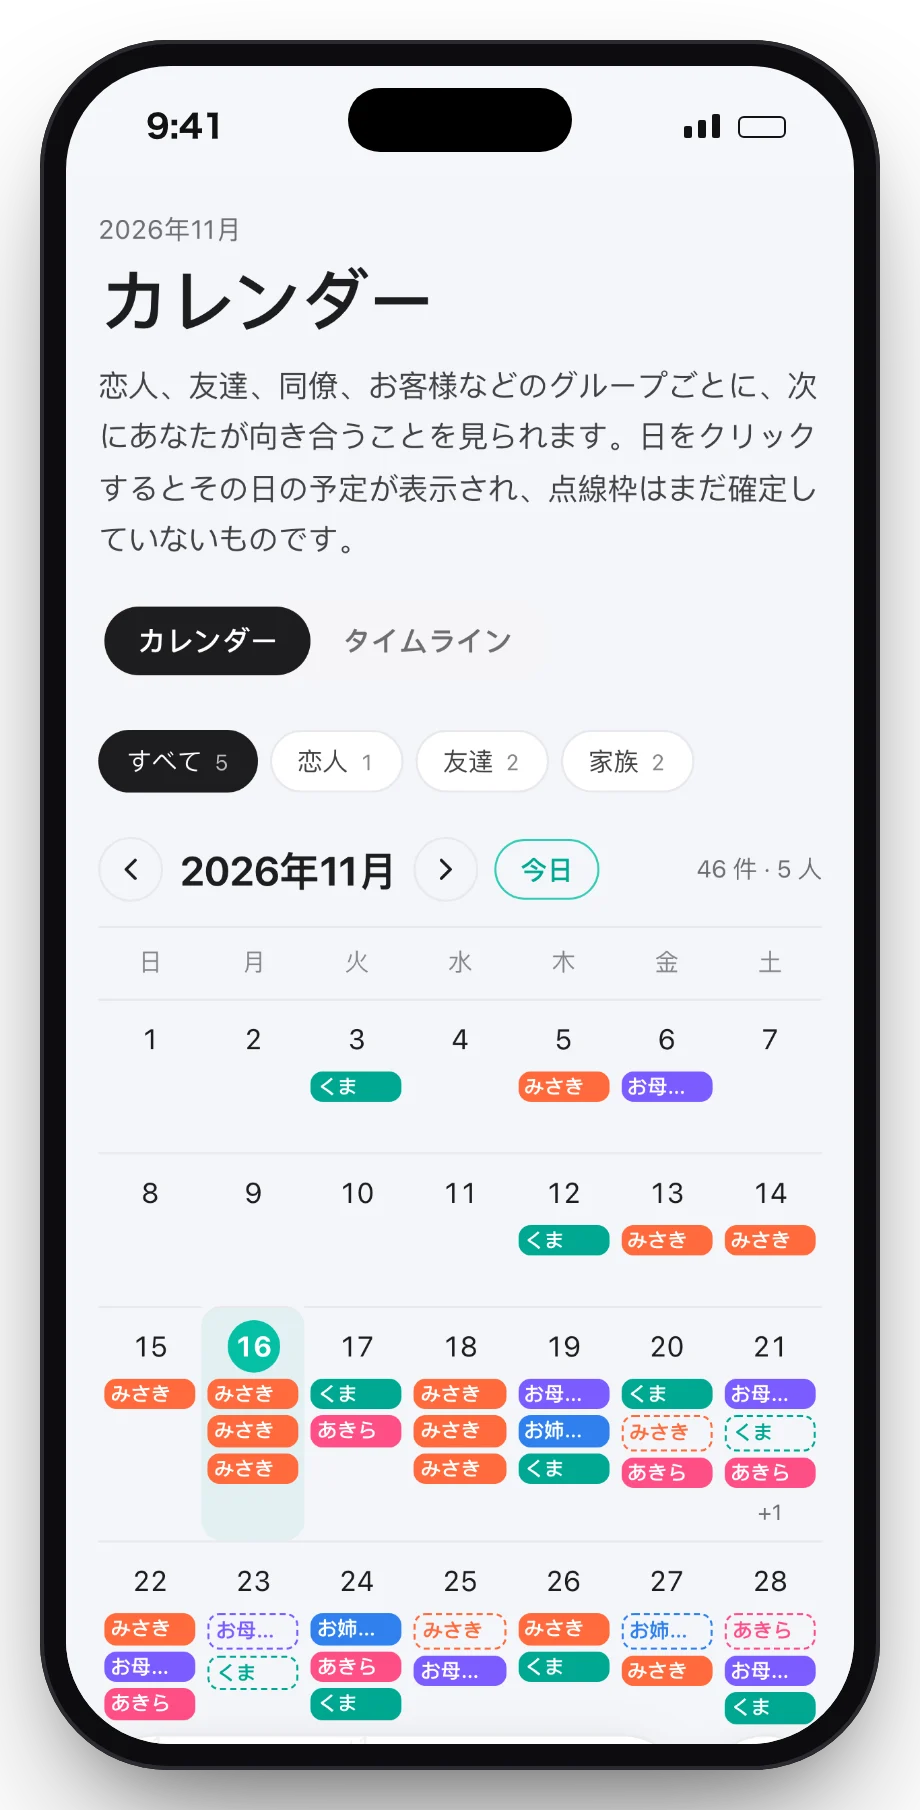 9:41
2026年11月
カレンダー
恋人、友達、同僚、お客様などのグループごとに、次
にあなたが向き合うことを見られます。日をクリック
するとその日の予定が表示され、点線枠はまだ確定し
ていないものです。
カレンダー タイムライン
すべて 5 恋人 1 友達 2 家族 2
2026年11月 今日 46 件 · 5 人
日 月 火 水 木 金 土
1 2 3 4 5 6 7
くま みさき お母...
8 9 10 11 12 13 14
くま みさき みさき
15 16 17 18 19 20 21
みさき みさき くま みさき お母... くま お母...
みさき あきら みさき お姉... みさき くま
みさき みさき くま あきら あきら
+1
22 23 24 25 26 27 28
みさき お母... お姉... みさき みさき お姉... あきら
お母... くま あきら お母... くま みさき お母...
あきら くま くま